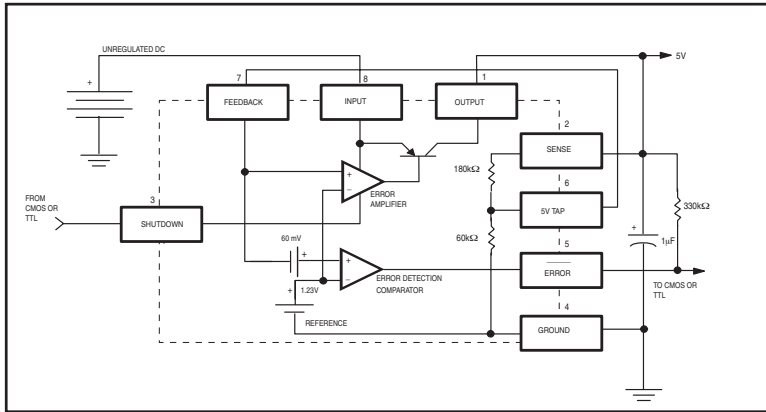 UNREGULATED DC
5V
7
8
1
FEEDBACK
INPUT
OUTPUT
2
SENSE
180kΩ
+
−
ERROR
AMPLIFIER
6
5V TAP
330kΩ
FROM
CMOS OR
TTL
3
SHUTDOWN
60kΩ
+
1µF
60 mV
+
+
−
ERROR DETECTION
COMPARATOR
5
ERROR
TO CMOS OR
TTL
+
1.23V
REFERENCE
4
GROUND
+